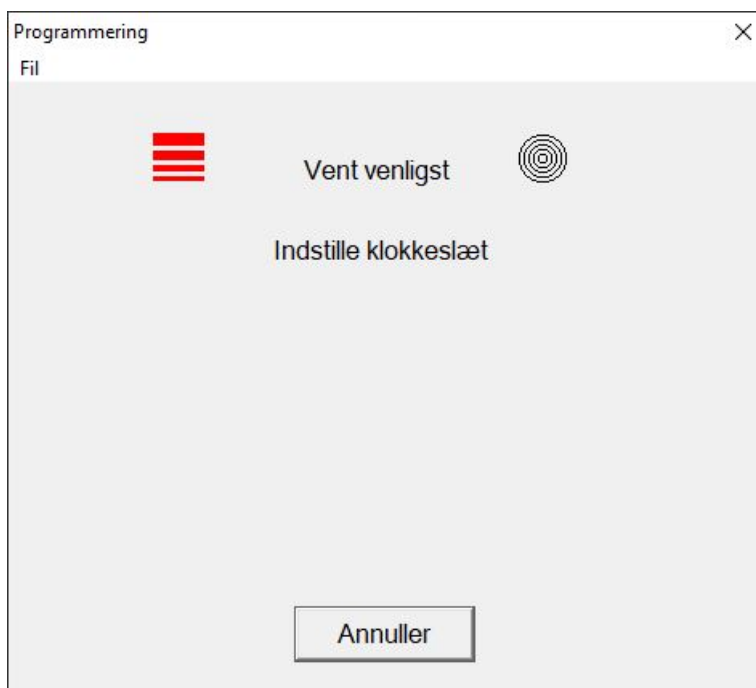 Programmering
Fil
Vent venligst
Indstille klokkeslæt
Annuller